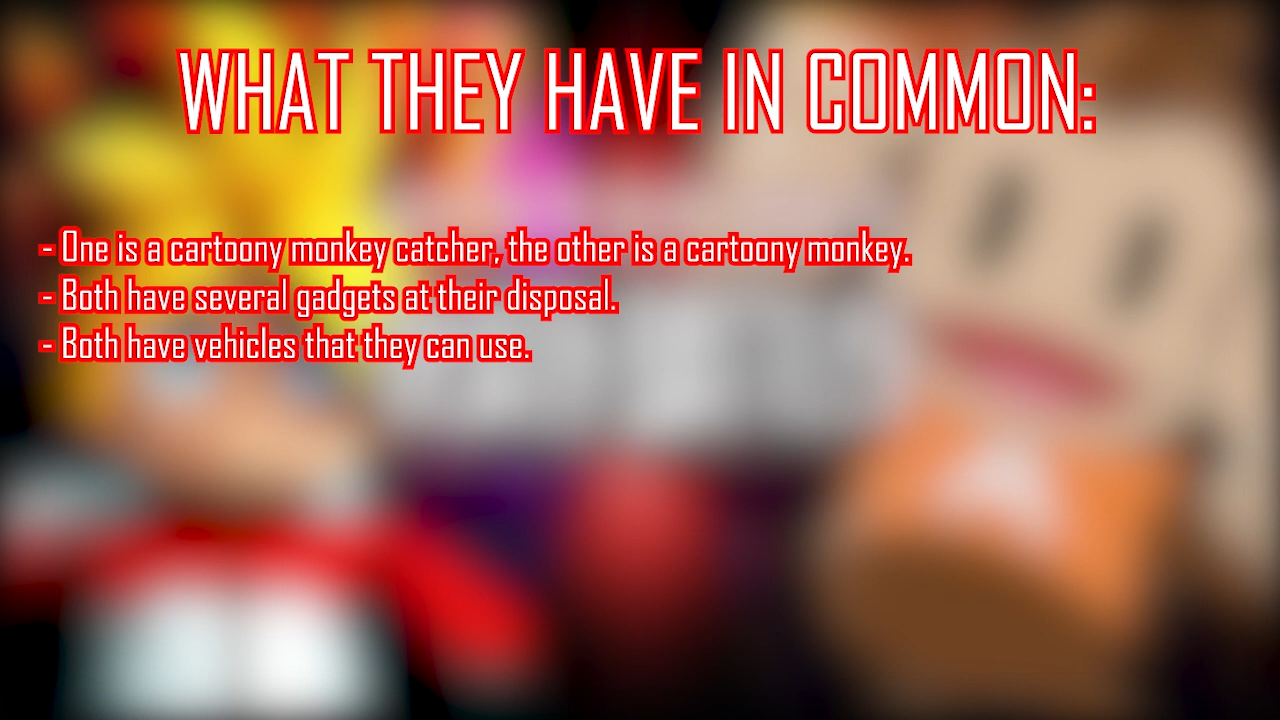 WHAT THEY HAVE IN COMMON:
- One is a cartoony monkey catcher, the other is a cartoony monkey.
- Both have several gadgets at their disposal.
- Both have vehicles that they can use.